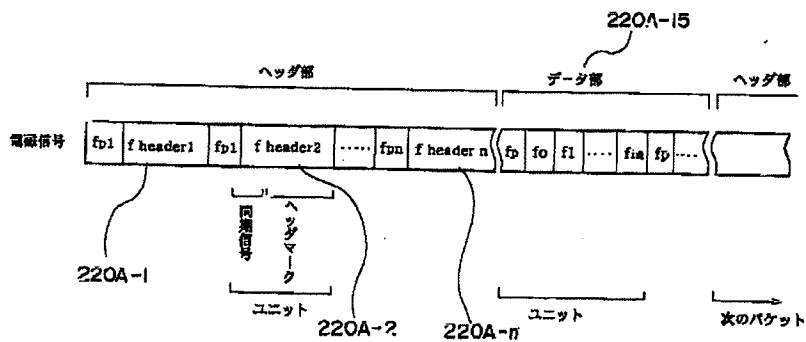 220A-15
ヘッダ部
データ部
ヘッダ部
電磁信号
fp1 f header1 fp1 f header2 ····· fpn f header n fp fo f1 ···· fin fp ····
同期信号
ヘッダマーク
220A-1
ユニット
220A-2
220A-n
ユニット
次のパケット